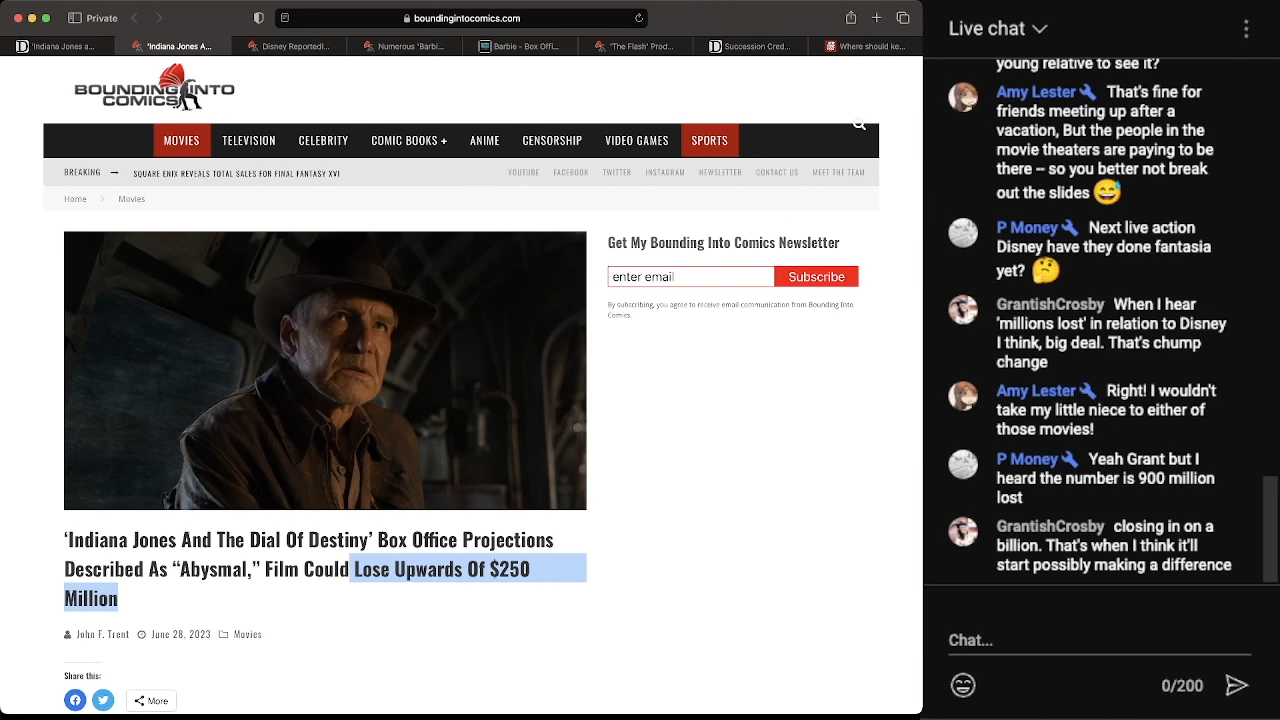 Private
boundingintocomics.com
'Indiana Jones a...
'Indiana Jones A...
Disney Reportedl...
Numerous 'Barbi...
Barbie - Box Offi...
'The Flash' Prod...
Succession Cred...
Where should ke...
BOUNDING INTO
COMICS
MOVIES
TELEVISION
CELEBRITY
COMIC BOOKS +
ANIME
CENSORSHIP
VIDEO GAMES
SPORTS
BREAKING
SQUARE ENIX REVEALS TOTAL SALES FOR FINAL FANTASY XVI
YOUTUBE
FACEBOOK
TWITTER
INSTAGRAM
NEWSLETTER
CONTACT US
MEET THE TEAM
Home
Movies
Get My Bounding Into Comics Newsletter
enter email
Subscribe
By subscribing, you agree to receive email communication from Bounding Into
Comics.
‘Indiana Jones And The Dial Of Destiny’ Box Office Projections
Described As “Abysmal,” Film Could Lose Upwards Of $250
Million
John F. Trent
June 28, 2023
Movies
Share this:
More
Live chat
young relative to see it?
Amy Lester That's fine for
friends meeting up after a
vacation, But the people in the
movie theaters are paying to be
there – so you better not break
out the slides 😅
P Money Next live action
Disney have they done fantasia
yet? 🤔
GrantishCrosby When I hear
'millions lost' in relation to Disney
I think, big deal. That's chump
change
Amy Lester Right! I wouldn't
take my little niece to either of
those movies!
P Money Yeah Grant but I
heard the number is 900 million
lost
GrantishCrosby closing in on a
billion. That's when I think it'll
start possibly making a difference
Chat...
0/200